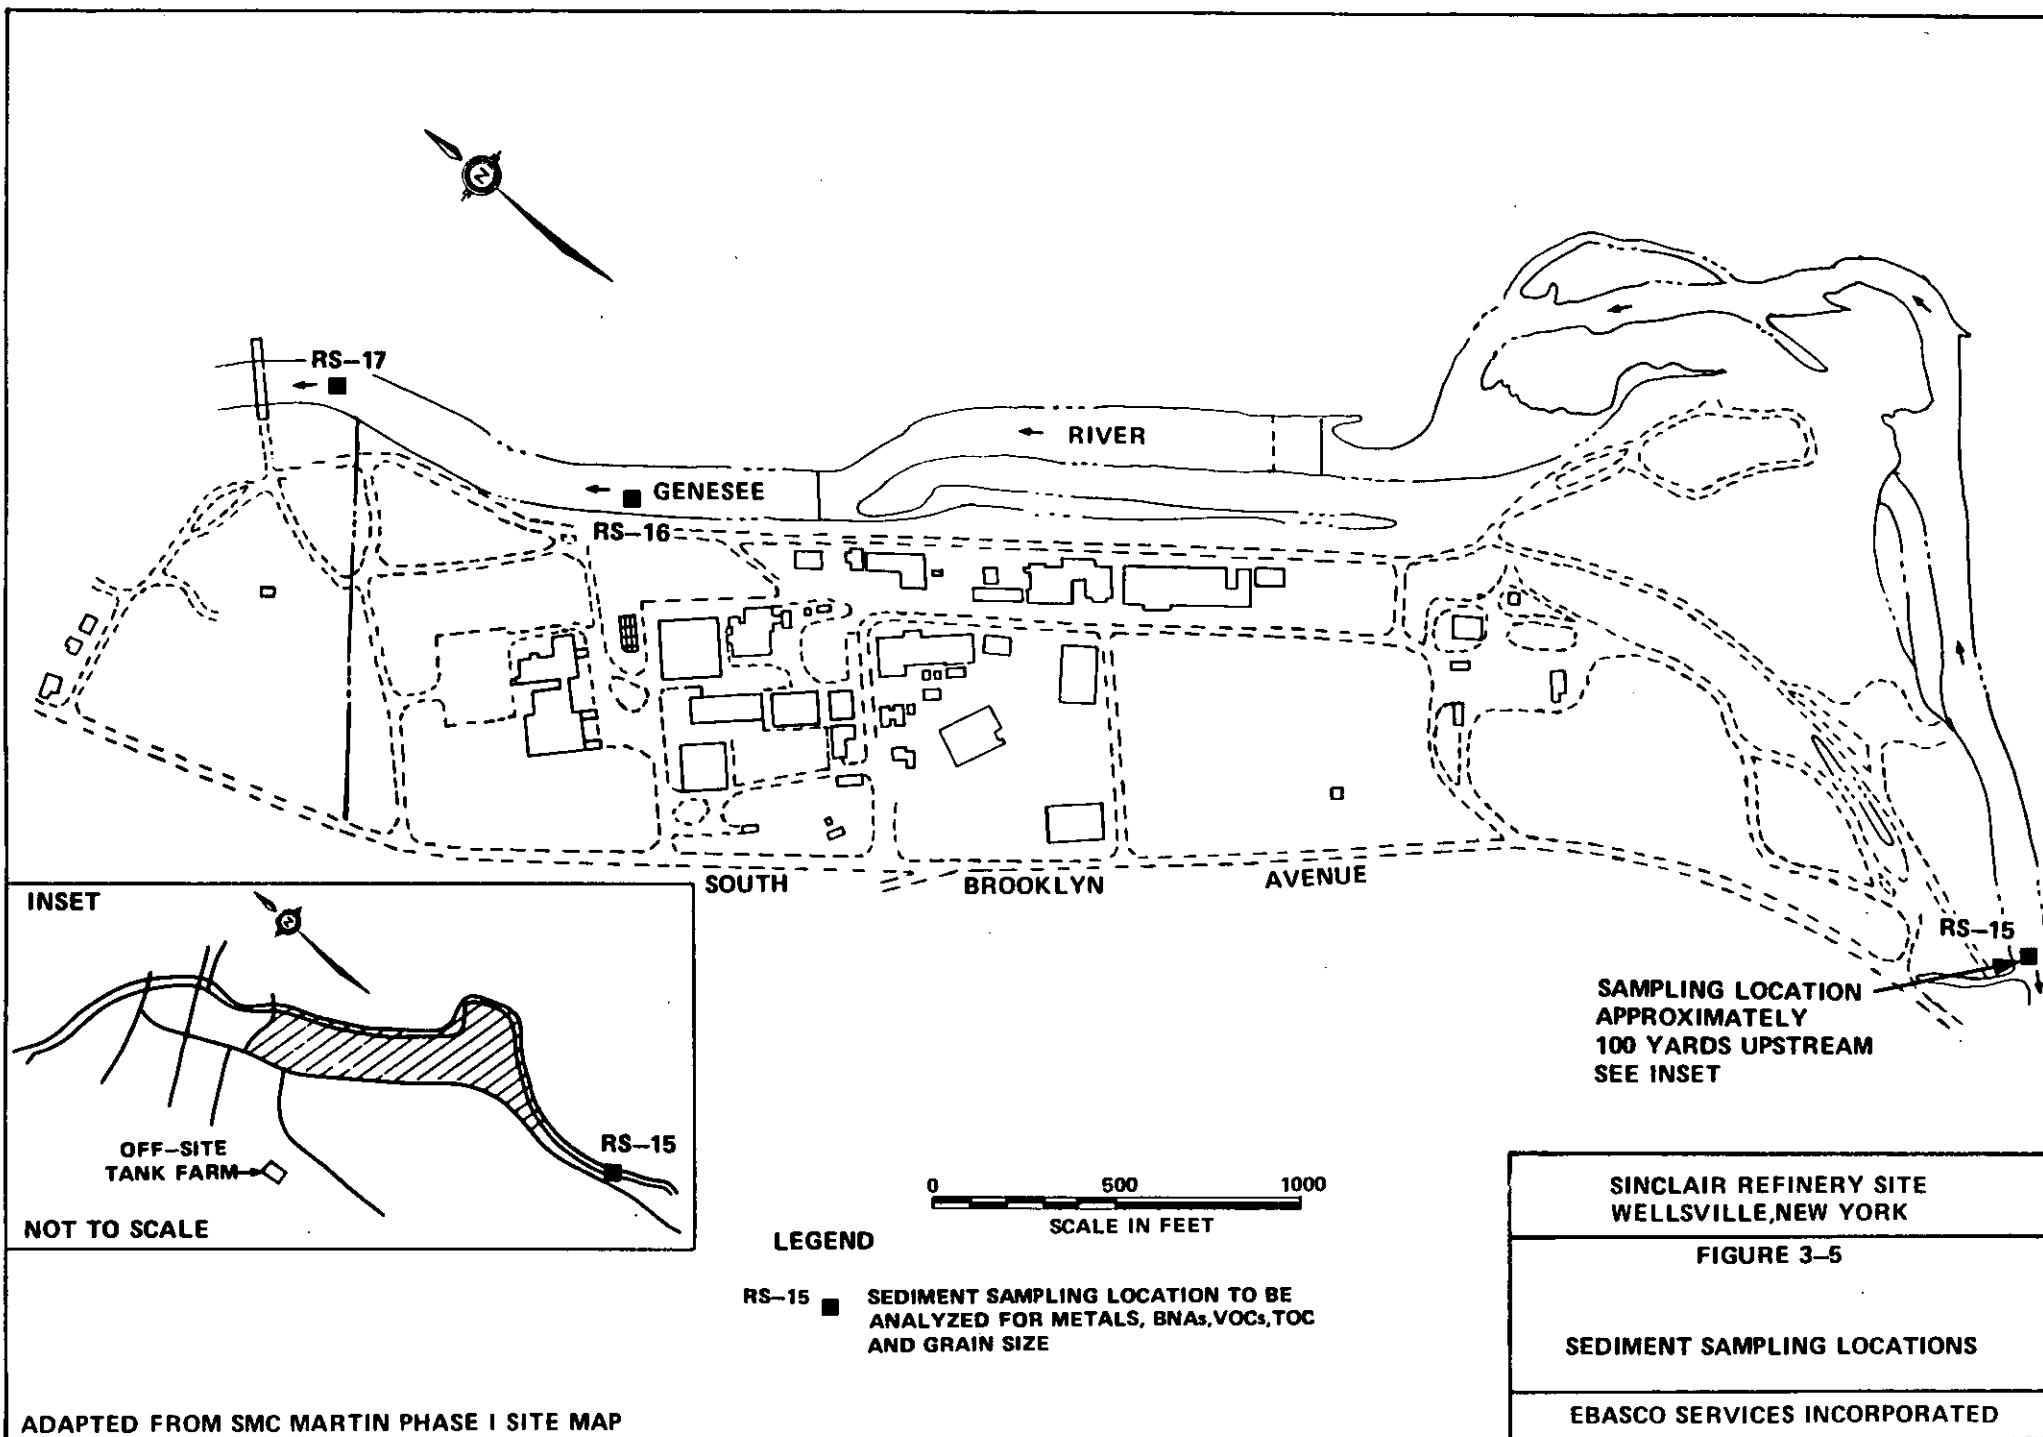 N
RS–17
RIVER
GENESEE
RS–16
SOUTH BROOKLYN AVENUE
RS–15
SAMPLING LOCATION
APPROXIMATELY
100 YARDS UPSTREAM
SEE INSET
INSET
N
OFF–SITE
TANK FARM
RS–15
NOT TO SCALE
0 500 1000
SCALE IN FEET
LEGEND
RS–15 SEDIMENT SAMPLING LOCATION TO BE
ANALYZED FOR METALS, BNAs,VOCs,TOC
AND GRAIN SIZE
SINCLAIR REFINERY SITE
WELLSVILLE,NEW YORK
FIGURE 3–5
SEDIMENT SAMPLING LOCATIONS
EBASCO SERVICES INCORPORATED
ADAPTED FROM SMC MARTIN PHASE I SITE MAP